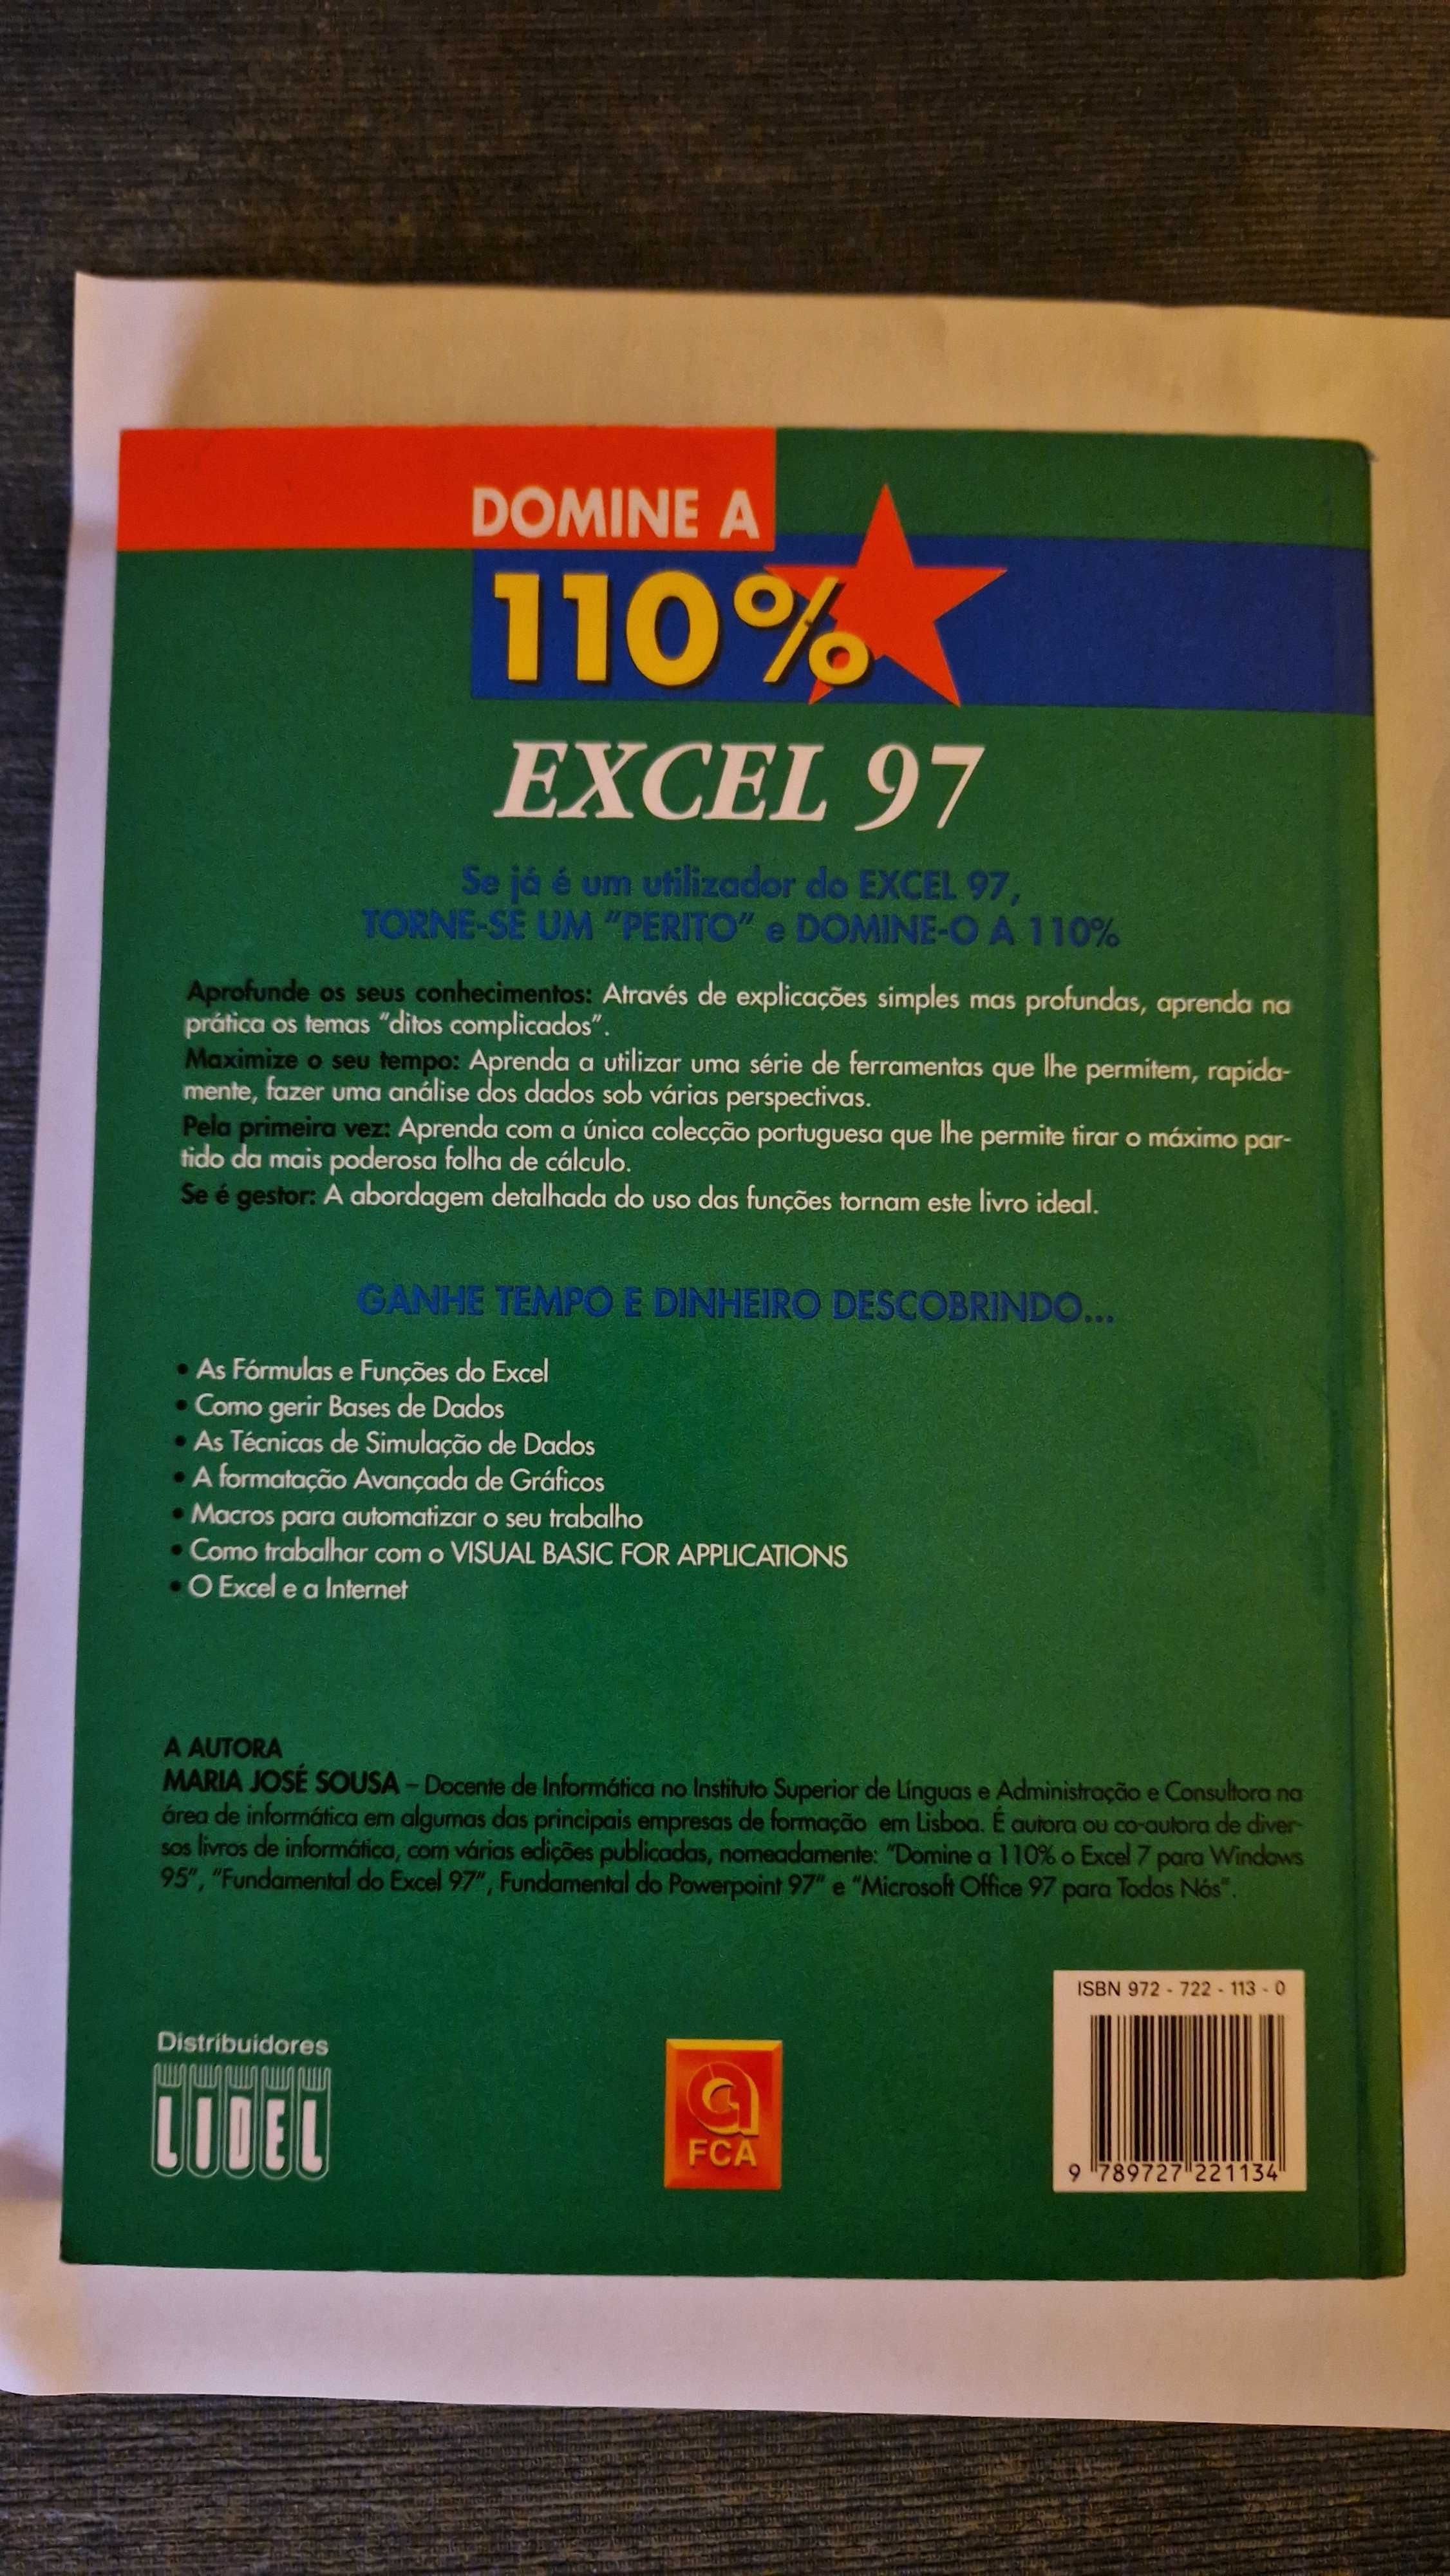 DOMINE A
110%
EXCEL 97
Se já é um utilizador do EXCEL 97,
TORNE-SE UM "PERITO" e DOMINE-O A 110%
Aprofunde os seus conhecimentos: Através de explicações simples mas profundas, aprenda na
prática os temas "ditos complicados".
Maximize o seu tempo: Aprenda a utilizar uma série de ferramentas que lhe permitem, rapida-
mente, fazer uma análise dos dados sob várias perspectivas.
Pela primeira vez: Aprenda com a única colecção portuguesa que lhe permite tirar o máximo par-
tido da mais poderosa folha de cálculo.
Se é gestor: A abordagem detalhada do uso das funções tornam este livro ideal.
GANHE TEMPO E DINHEIRO DESCOBRINDO...
• As Fórmulas e Funções do Excel
• Como gerir Bases de Dados
• As Técnicas de Simulação de Dados
• A formatação Avançada de Gráficos
• Macros para automatizar o seu trabalho
• Como trabalhar com o VISUAL BASIC FOR APPLICATIONS
• O Excel e a Internet
A AUTORA
MARIA JOSÉ SOUSA – Docente de Informática no Instituto Superior de Línguas e Administração e Consultora na
área de informática em algumas das principais empresas de formação em Lisboa. É autora ou co-autora de diver-
sos livros de informática, com várias edições publicadas, nomeadamente: "Domine a 110% o Excel 7 para Windows
95", "Fundamental do Excel 97", Fundamental do Powerpoint 97" e "Microsoft Office 97 para Todos Nós".
Distribuidores
LIDEL
FCA
ISBN 972 - 722 - 113 - 0
9 789727 221134